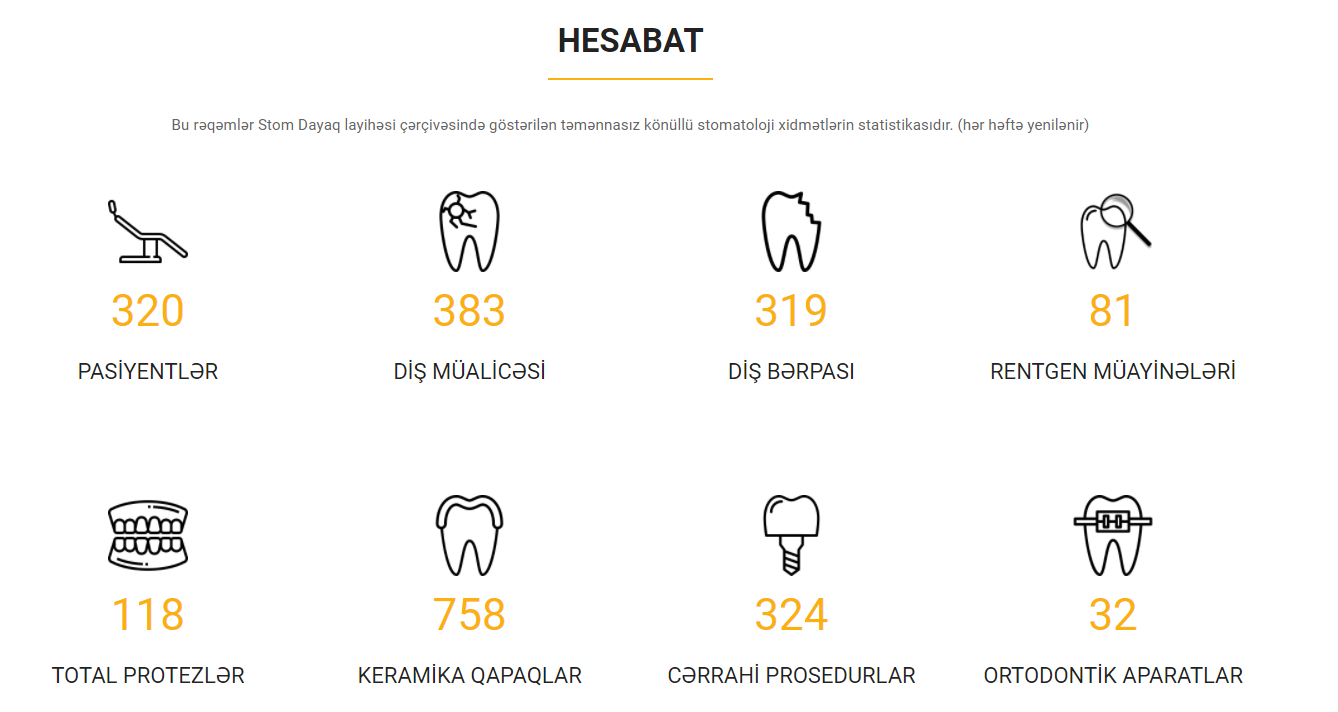 HESABAT
Bu rəqəmlər Stom Dayaq layihəsi çərçivəsində göstərilən təmənnasız könüllü stomatoloji xidmətlərin statistikasıdır. (hər həftə yenilənir)
320
383
319
81
PASİYENTLƏR
DİŞ MÜALİCƏSİ
DİŞ BƏRPASI
RENTGEN MÜAYİNƏLƏRİ
118
758
324
32
TOTAL PROTEZLƏR
KERAMİKA QAPAQLAR
CƏRRAHİ PROSEDURLAR
ORTODONTİK APARATLAR